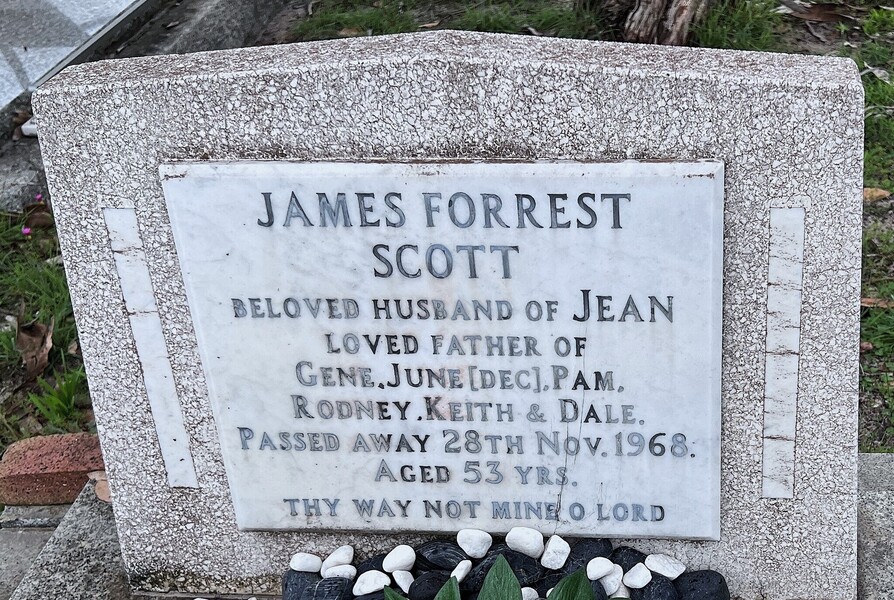 JAMES FORREST
SCOTT
BELOVED HUSBAND OF JEAN
LOVED FATHER OF
GENE.JUNE[DEC].PAM.
RODNEY.KEITH & DALE.
PASSED AWAY 28TH NOV.1968.
AGED 53 YRS.
THY WAY NOT MINE O LORD